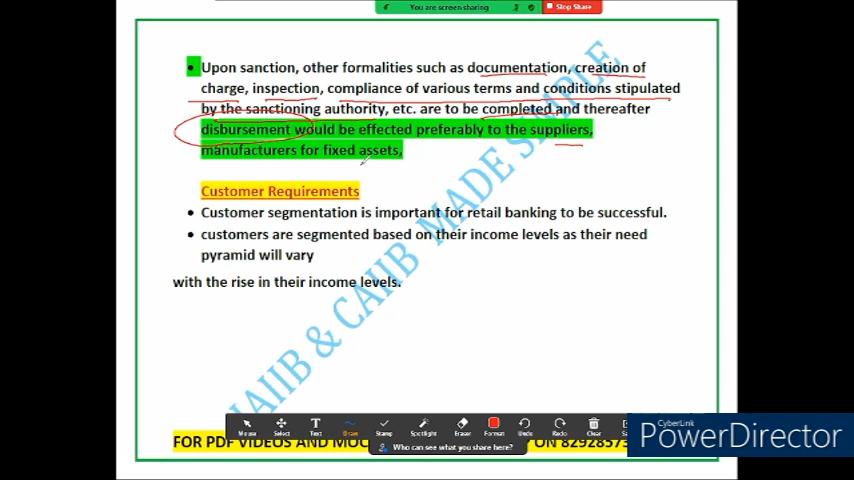 You are screen sharing
Stop Share
• Upon sanction, other formalities such as documentation, creation of
charge, inspection, compliance of various terms and conditions stipulated
by the sanctioning authority, etc. are to be completed and thereafter
disbursement would be effected preferably to the suppliers,
manufacturers for fixed assets,
Customer Requirements
• Customer segmentation is important for retail banking to be successful.
• customers are segmented based on their income levels as their need
pyramid will vary
with the rise in their income levels.
& CAIIB MADE SIMPLE
Mouse Select Text Draw Stamp Spotlight Eraser Format Undo Redo Clear
Who can see what you share here?
FOR PDF VIDEOS AND ON
CyberLink
PowerDirector